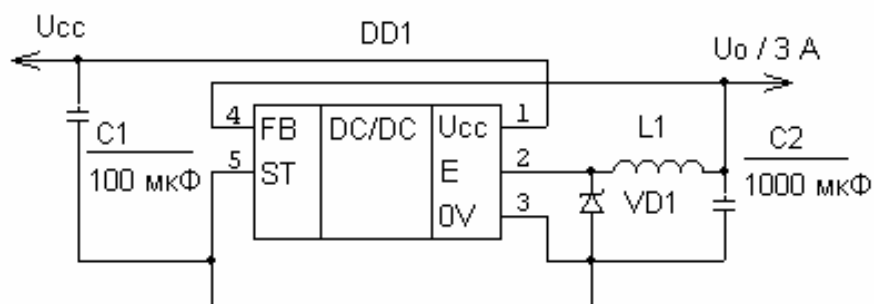 Ucc
DD1
Uo / 3 A
4
FB
DC/DC
Ucc
1
L1
C1
100 мкФ
5
ST
E
2
C2
1000 мкФ
0V
3
VD1